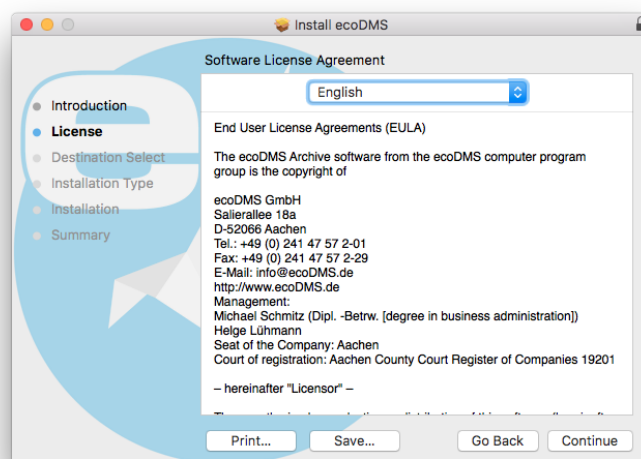 Install ecoDMS
Software License Agreement
Introduction
License
Destination Select
Installation Type
Installation
Summary
English
End User License Agreements (EULA)
The ecoDMS Archive software from the ecoDMS computer program
group is the copyright of
ecoDMS GmbH
Salierallee 18a
D-52066 Aachen
Tel.: +49 (0) 241 47 57 2-01
Fax: +49 (0) 241 47 57 2-29
E-Mail: info@ecoDMS.de
http://www.ecoDMS.de
Management:
Michael Schmitz (Dipl. -Betrw. [degree in business administration])
Helge Lühmann
Seat of the Company: Aachen
Court of registration: Aachen County Court Register of Companies 19201
– hereinafter "Licensor" –
Print...
Save...
Go Back
Continue